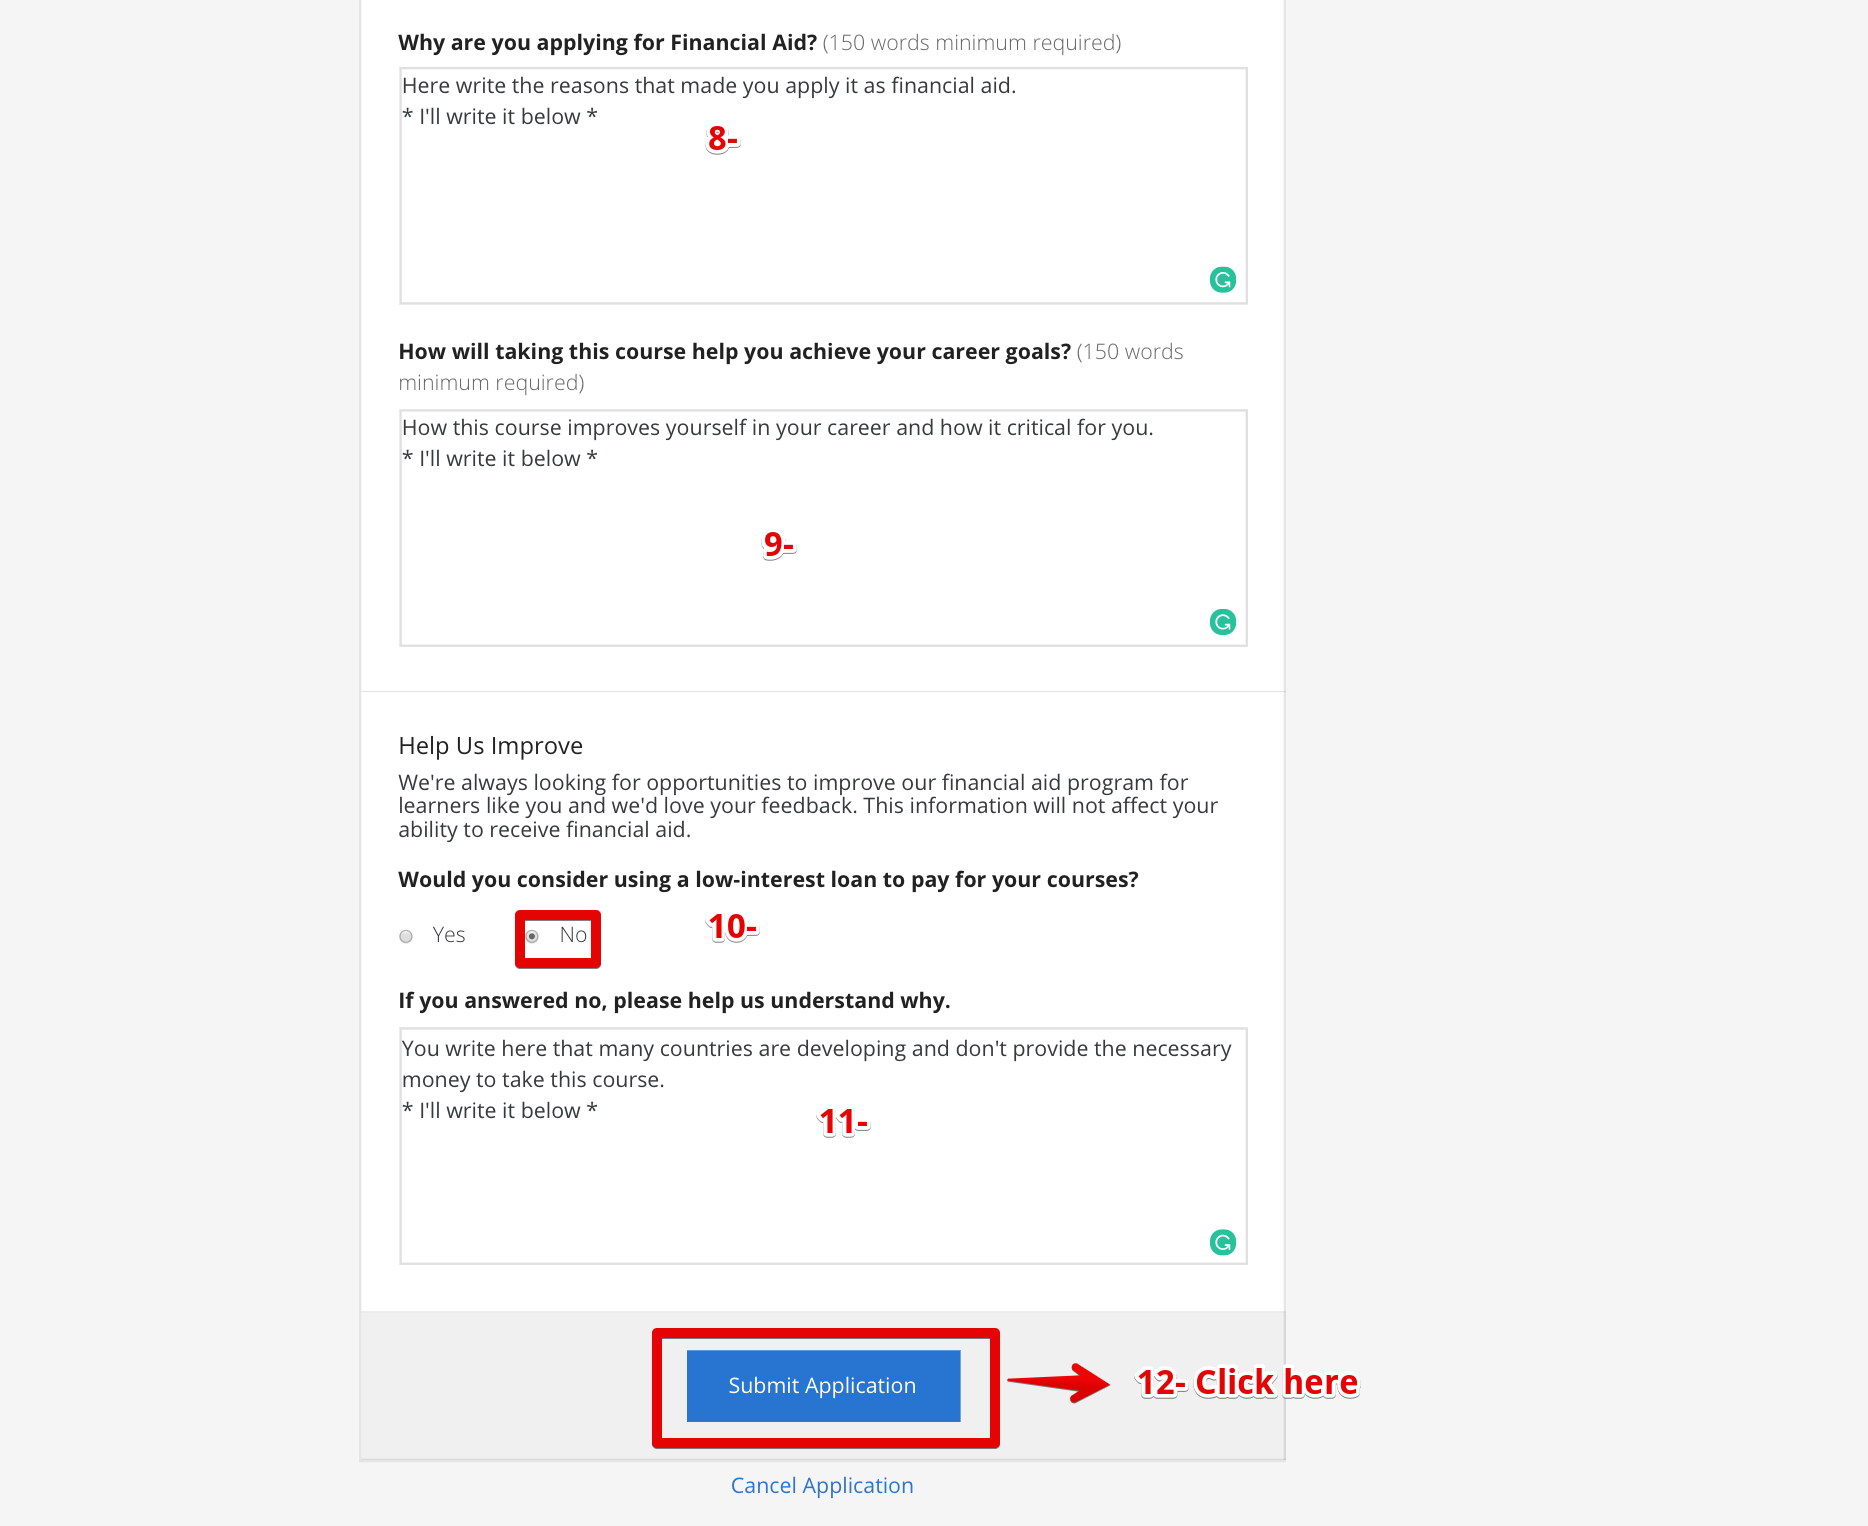 Why are you applying for Financial Aid? (150 words minimum required)
Here write the reasons that made you apply it as financial aid.
* I'll write it below *
8-
How will taking this course help you achieve your career goals? (150 words
minimum required)
How this course improves yourself in your career and how it critical for you.
* I'll write it below *
9-
Help Us Improve
We're always looking for opportunities to improve our financial aid program for
learners like you and we'd love your feedback. This information will not affect your
ability to receive financial aid.
Would you consider using a low-interest loan to pay for your courses?
Yes No 10-
If you answered no, please help us understand why.
You write here that many countries are developing and don't provide the necessary
money to take this course.
* I'll write it below *
11-
Submit Application 12- Click here
Cancel Application